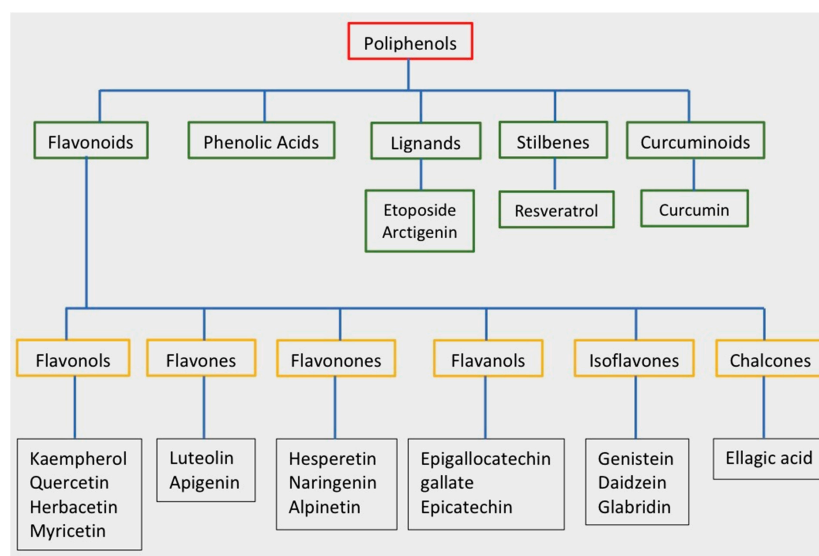 Poliphenols
Flavonoids
Phenolic Acids
Lignands
Stilbenes
Curcuminoids
Etoposide
Arctigenin
Resveratrol
Curcumin
Flavonols
Flavones
Flavonones
Flavanols
Isoflavones
Chalcones
Kaempherol
Quercetin
Herbacetin
Myricetin
Luteolin
Apigenin
Hesperetin
Naringenin
Alpinetin
Epigallocatechin
gallate
Epicatechin
Genistein
Daidzein
Glabridin
Ellagic acid